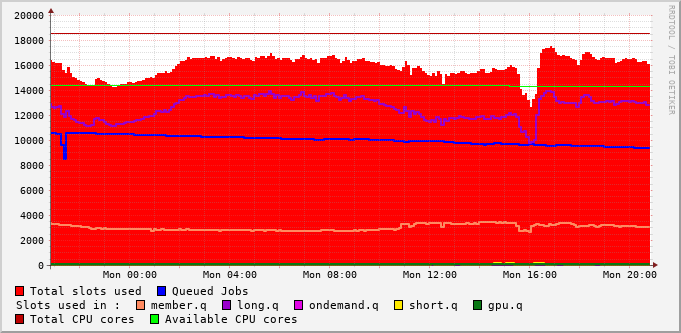 20000
18000
16000
14000
12000
10000
8000
6000
4000
2000
0
Mon 00:00 Mon 04:00 Mon 08:00 Mon 12:00 Mon 16:00 Mon 20:00
Total slots used Queued Jobs
Slots used in : member.q long.q ondemand.q short.q gpu.q
Total CPU cores Available CPU cores
RRDTOOL / TOBI OETIKER